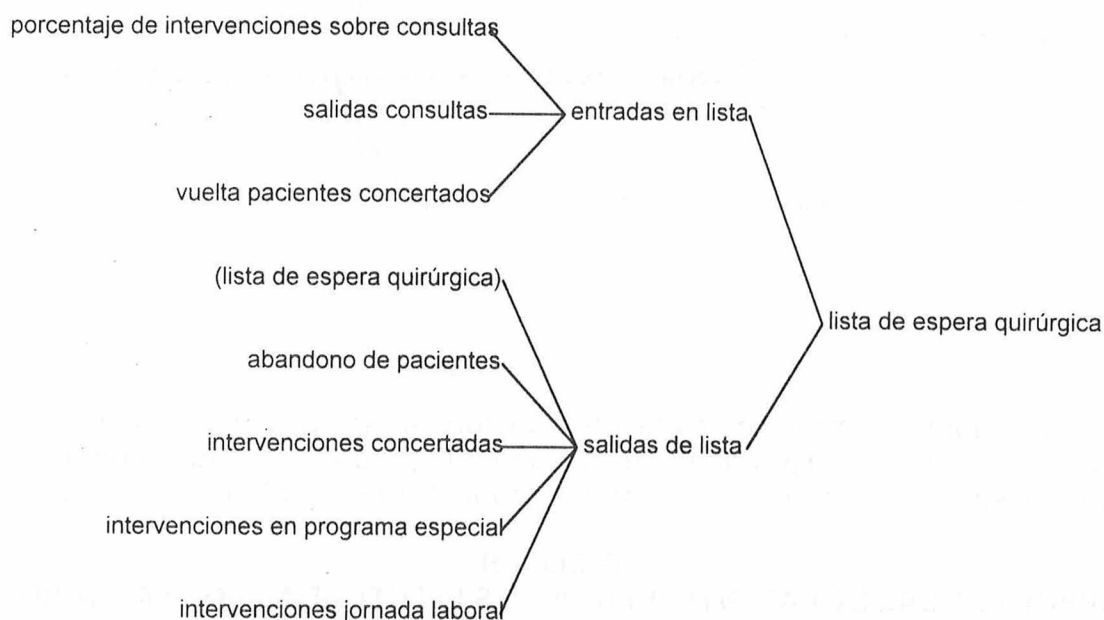 porcentaje de intervenciones sobre consultas
salidas consultas
entradas en lista
vuelta pacientes concertados
(lista de espera quirúrgica)
lista de espera quirúrgica
abandono de pacientes
intervenciones concertadas
salidas de lista
intervenciones en programa especial
intervenciones jornada laboral